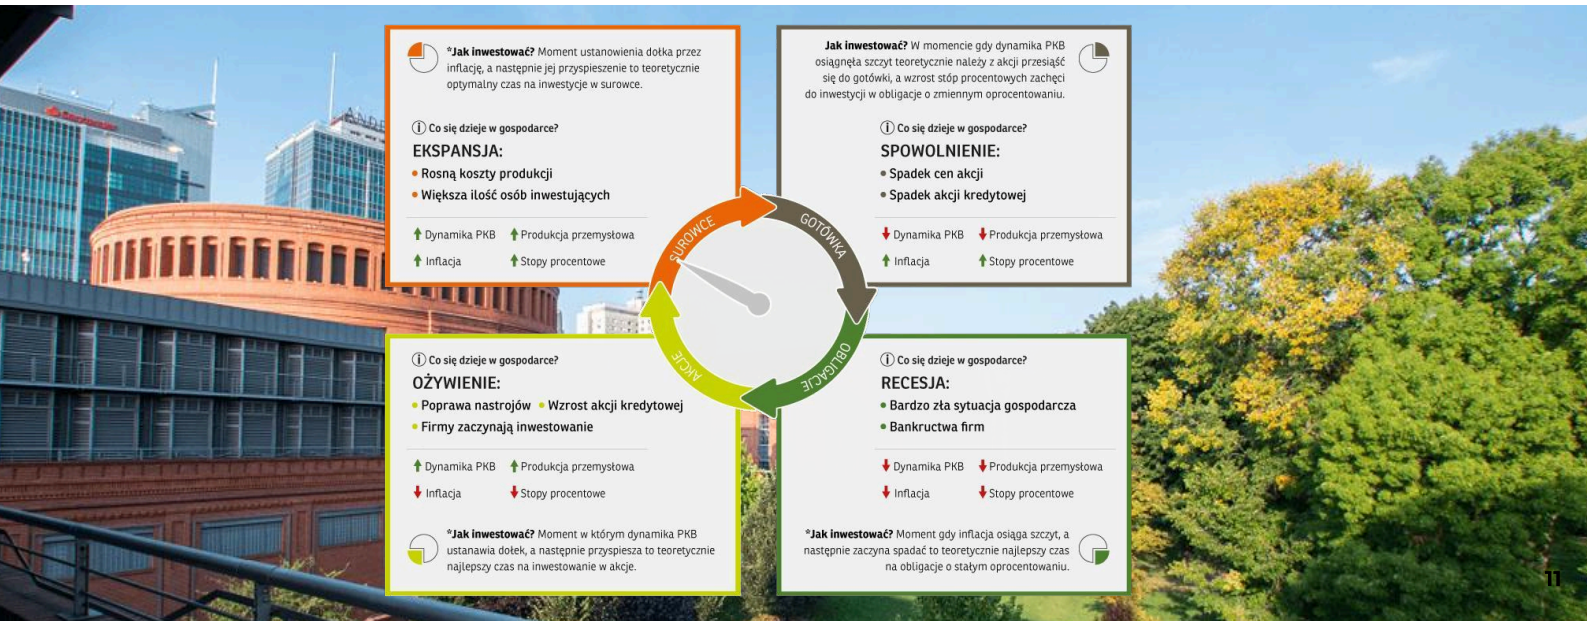 *Jak inwestować? Moment ustanowienia dołka przez
inflację, a następnie jej przyspieszenie to teoretycznie
optymalny czas na inwestycje w surowce.
Co się dzieje w gospodarce?
EKSPANSJA:
• Rosną koszty produkcji
• Większa ilość osób inwestujących
Dynamika PKB Produkcja przemysłowa
Inflacja Stopy procentowe
Jak inwestować? W momencie gdy dynamika PKB
osiągnęła szczyt teoretycznie należy z akcji przesiąść
się do gotówki, a wzrost stóp procentowych zachęci
do inwestycji w obligacje o zmiennym oprocentowaniu.
Co się dzieje w gospodarce?
SPOWOLNIENIE:
• Spadek cen akcji
• Spadek akcji kredytowej
Dynamika PKB Produkcja przemysłowa
Inflacja Stopy procentowe
SUROWCE
GOTÓWKA
AKCJE
OBLIGACJE
Co się dzieje w gospodarce?
OŻYWIENIE:
• Poprawa nastrojów • Wzrost akcji kredytowej
• Firmy zaczynają inwestowanie
Dynamika PKB Produkcja przemysłowa
Inflacja Stopy procentowe
*Jak inwestować? Moment w którym dynamika PKB
ustanawia dołek, a następnie przyspiesza to teoretycznie
najlepszy czas na inwestowanie w akcje.
Co się dzieje w gospodarce?
RECESJA:
• Bardzo zła sytuacja gospodarcza
• Bankructwa firm
Dynamika PKB Produkcja przemysłowa
Inflacja Stopy procentowe
*Jak inwestować? Moment gdy inflacja osiąga szczyt, a
następnie zaczyna spadać to teoretycznie najlepszy czas
na obligacje o stałym oprocentowaniu.
11
Santander